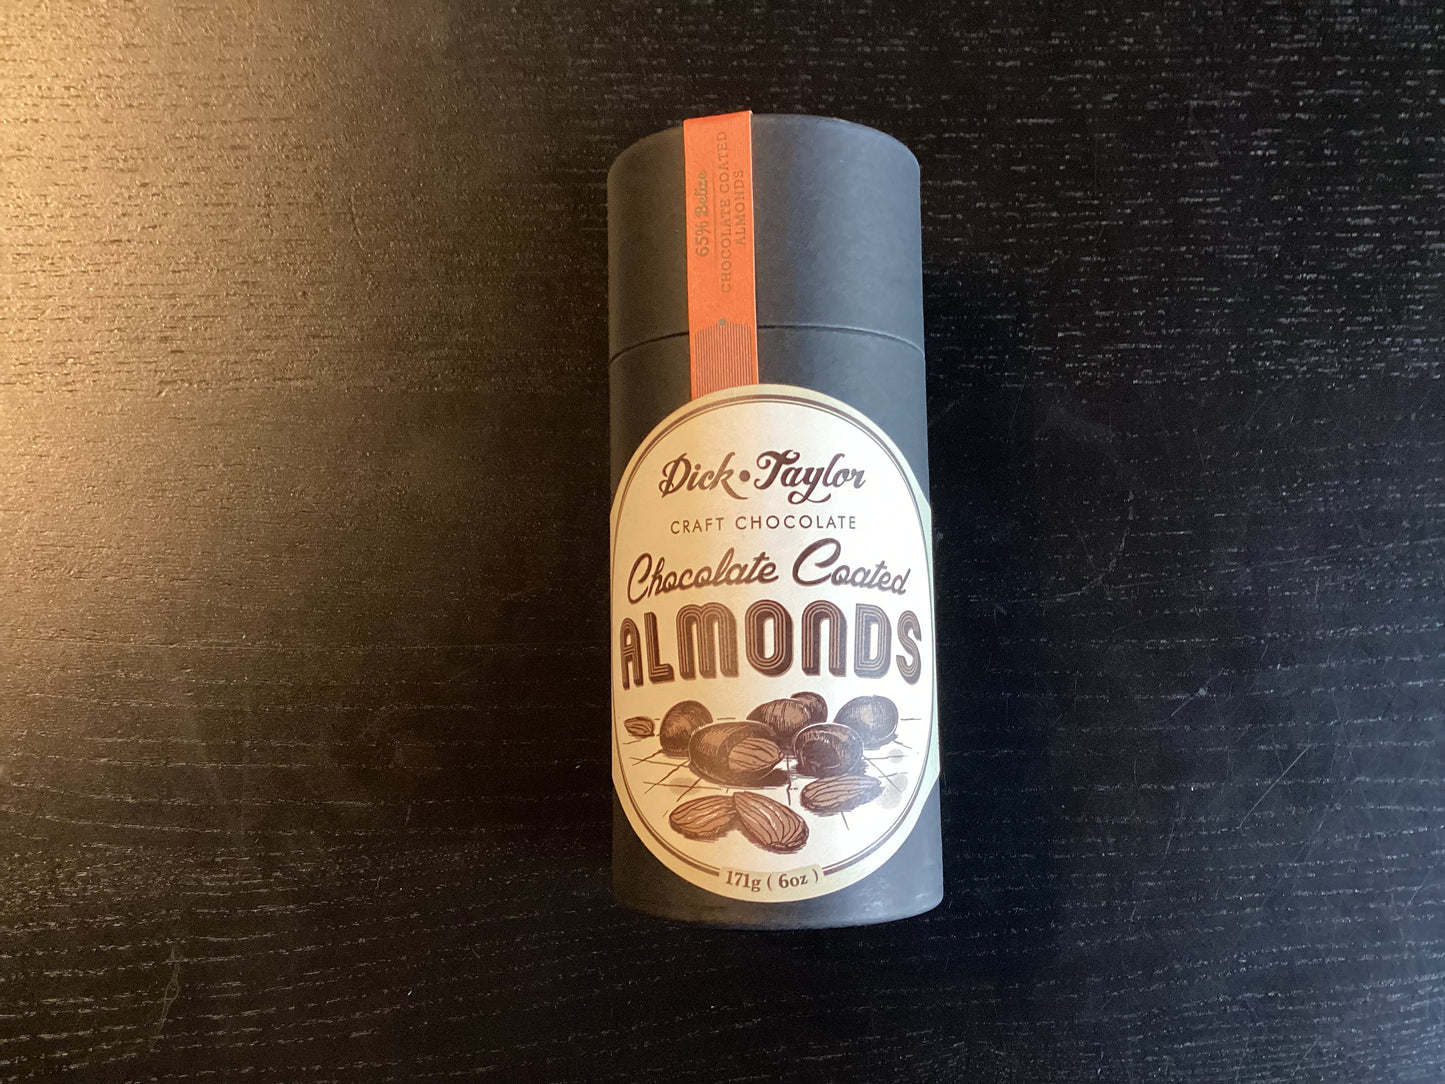 65% Belize
CHOCOLATE COATED
ALMONDS
Dick • Taylor
CRAFT CHOCOLATE
Chocolate Coated
ALMONDS
171g ( 6oz )